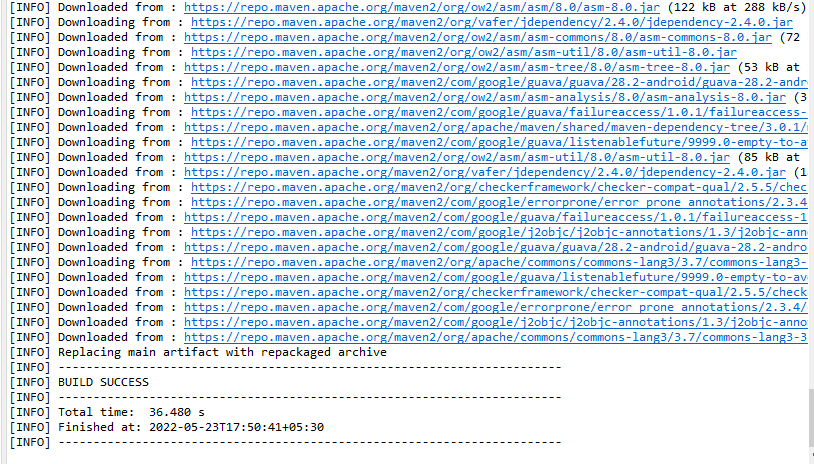 [INFO] Downloaded from : https://repo.maven.apache.org/maven2/org/ow2/asm/asm/8.0/asm-8.0.jar (122 kB at 288 kB/s)
[INFO] Downloading from : https://repo.maven.apache.org/maven2/org/vafer/jdependency/2.4.0/jdependency-2.4.0.jar
[INFO] Downloaded from : https://repo.maven.apache.org/maven2/org/ow2/asm/asm-commons/8.0/asm-commons-8.0.jar (72
[INFO] Downloading from : https://repo.maven.apache.org/maven2/org/ow2/asm/asm-util/8.0/asm-util-8.0.jar
[INFO] Downloaded from : https://repo.maven.apache.org/maven2/org/ow2/asm/asm-tree/8.0/asm-tree-8.0.jar (53 kB at
[INFO] Downloading from : https://repo.maven.apache.org/maven2/com/google/guava/guava/28.2-android/guava-28.2-andr
[INFO] Downloaded from : https://repo.maven.apache.org/maven2/org/ow2/asm/asm-analysis/8.0/asm-analysis-8.0.jar (3
[INFO] Downloading from : https://repo.maven.apache.org/maven2/com/google/guava/failureaccess/1.0.1/failureaccess-
[INFO] Downloaded from : https://repo.maven.apache.org/maven2/org/apache/maven/shared/maven-dependency-tree/3.0.1/
[INFO] Downloading from : https://repo.maven.apache.org/maven2/com/google/guava/listenablefuture/9999.0-empty-to-a
[INFO] Downloaded from : https://repo.maven.apache.org/maven2/org/ow2/asm/asm-util/8.0/asm-util-8.0.jar (85 kB at
[INFO] Downloaded from : https://repo.maven.apache.org/maven2/org/vafer/jdependency/2.4.0/jdependency-2.4.0.jar (1
[INFO] Downloading from : https://repo.maven.apache.org/maven2/org/checkerframework/checker-compat-qual/2.5.5/chec
[INFO] Downloading from : https://repo.maven.apache.org/maven2/com/google/errorprone/error_prone_annotations/2.3.4
[INFO] Downloaded from : https://repo.maven.apache.org/maven2/com/google/guava/failureaccess/1.0.1/failureaccess-1
[INFO] Downloading from : https://repo.maven.apache.org/maven2/com/google/j2objc/j2objc-annotations/1.3/j2objc-ann
[INFO] Downloaded from : https://repo.maven.apache.org/maven2/com/google/guava/guava/28.2-android/guava-28.2-andro
[INFO] Downloading from : https://repo.maven.apache.org/maven2/org/apache/commons/commons-lang3/3.7/commons-lang3-
[INFO] Downloaded from : https://repo.maven.apache.org/maven2/com/google/guava/listenablefuture/9999.0-empty-to-av
[INFO] Downloaded from : https://repo.maven.apache.org/maven2/org/checkerframework/checker-compat-qual/2.5.5/check
[INFO] Downloaded from : https://repo.maven.apache.org/maven2/com/google/errorprone/error_prone_annotations/2.3.4/
[INFO] Downloaded from : https://repo.maven.apache.org/maven2/com/google/j2objc/j2objc-annotations/1.3/j2objc-anno
[INFO] Downloaded from : https://repo.maven.apache.org/maven2/org/apache/commons/commons-lang3/3.7/commons-lang3-3
[INFO] Replacing main artifact with repackaged archive
[INFO] ------------------------------------------------------------------------
[INFO] BUILD SUCCESS
[INFO] ------------------------------------------------------------------------
[INFO] Total time:  36.480 s
[INFO] Finished at: 2022-05-23T17:50:41+05:30
[INFO] ------------------------------------------------------------------------